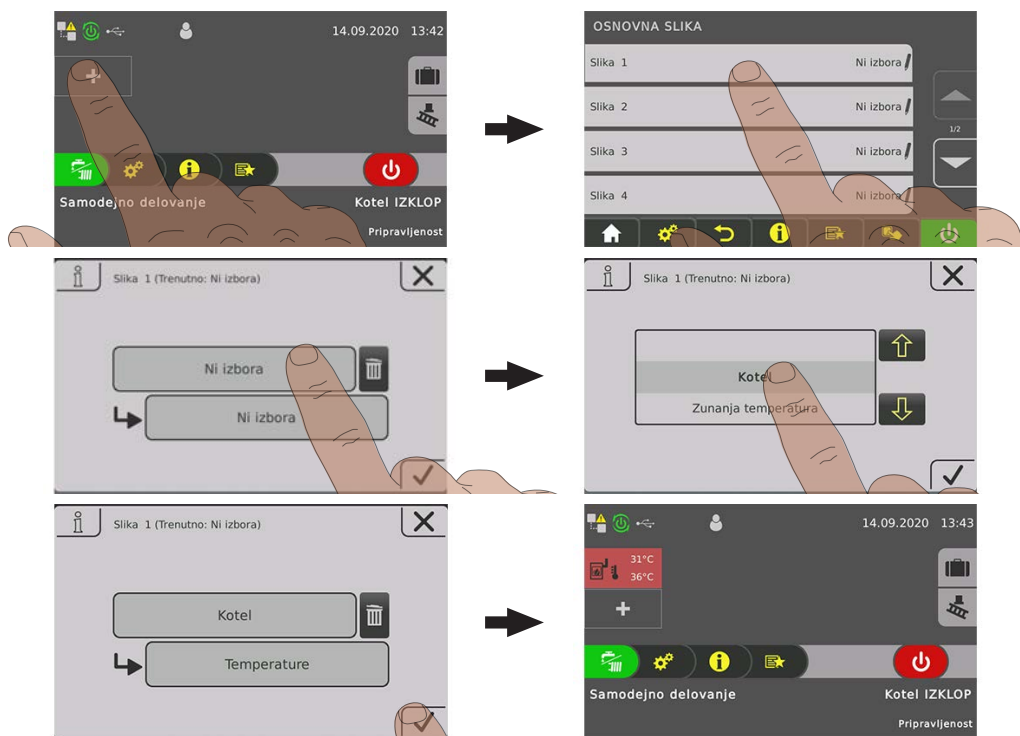 14.09.2020 13:42
+
Samodejno delovanje
Kotel IZKLOP
Pripravljenost
OSNOVNA SLIKA
Slika 1
Ni izbora
Slika 2
Ni izbora
1/2
Slika 3
Ni izbora
Slika 4
Ni izbora
Slika 1 (Trenutno: Ni izbora)
Ni izbora
Ni izbora
Slika 1 (Trenutno: Ni izbora)
Kotel
Zunanja temperatura
Slika 1 (Trenutno: Ni izbora)
Kotel
Temperature
14.09.2020 13:43
31°C
36°C
+
Samodejno delovanje
Kotel IZKLOP
Pripravljenost